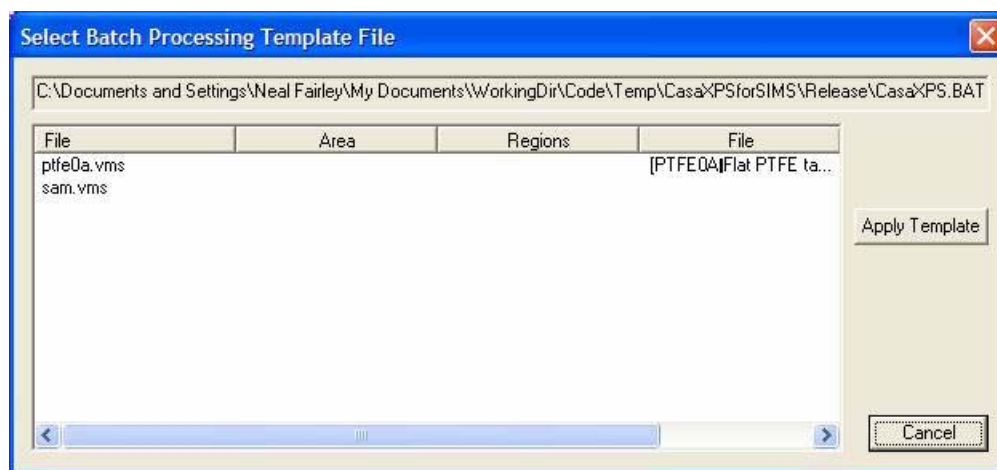 Select Batch Processing Template File
C:\Documents and Settings\Neal Fairley\My Documents\WorkingDir\Code\Temp\CasaXPSforSIMS\Release\CasaXPS.BAT
File Area Regions File
ptfe0a.vms [PTFE0A|Flat PTFE ta...
sam.vms
Apply Template
Cancel